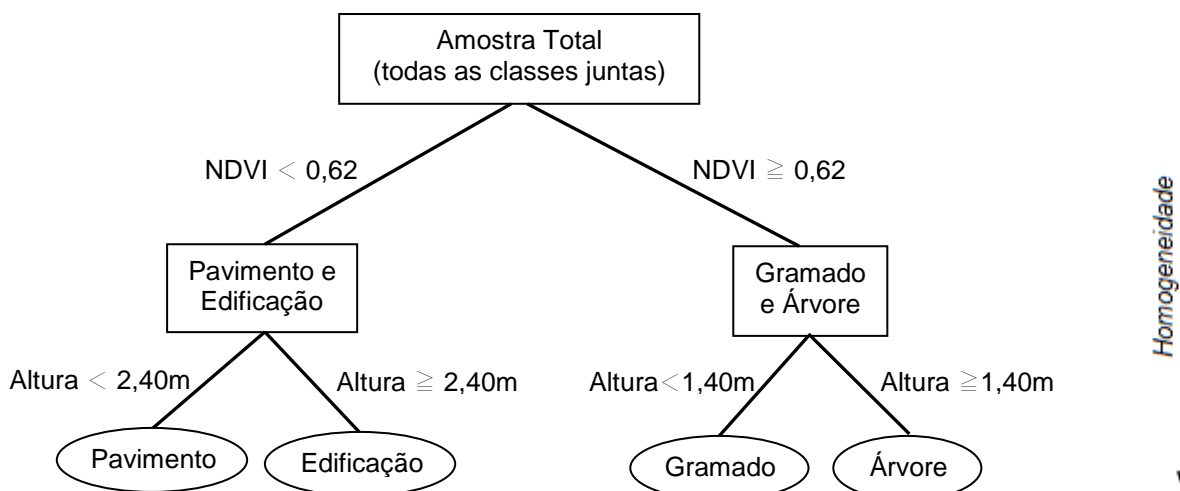 Amostra Total
(todas as classes juntas)
NDVI < 0,62
NDVI ≧ 0,62
Pavimento e
Edificação
Gramado
e Árvore
Altura < 2,40m
Altura ≧ 2,40m
Altura<1,40m
Altura ≧1,40m
Pavimento
Edificação
Gramado
Árvore
Homogeneidade